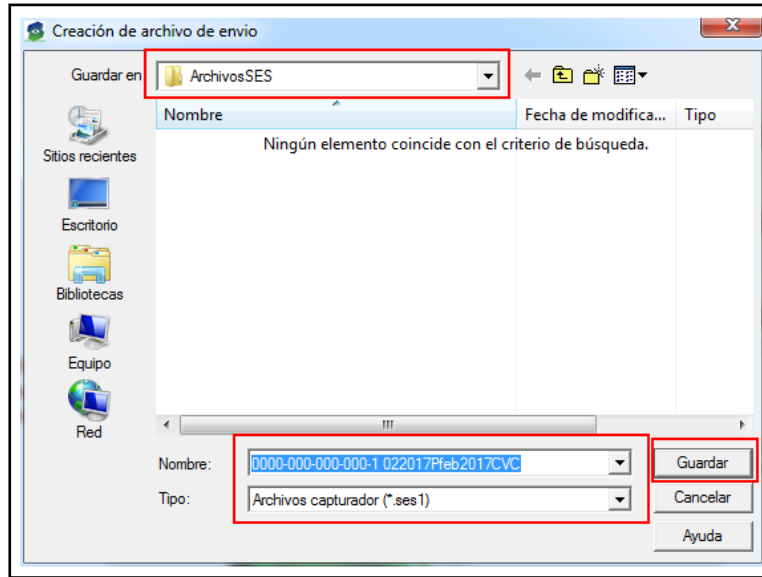 Creación de archivo de envio
Guardar en
ArchivosSES
Nombre Fecha de modifica... Tipo
Ningún elemento coincide con el criterio de búsqueda.
Sitios recientes
Escritorio
Bibliotecas
Equipo
Red
Nombre: 0000-000-000-000-1 022017Pfeb2017CVC Guardar
Tipo: Archivos capturador (*.ses1) Cancelar
Ayuda